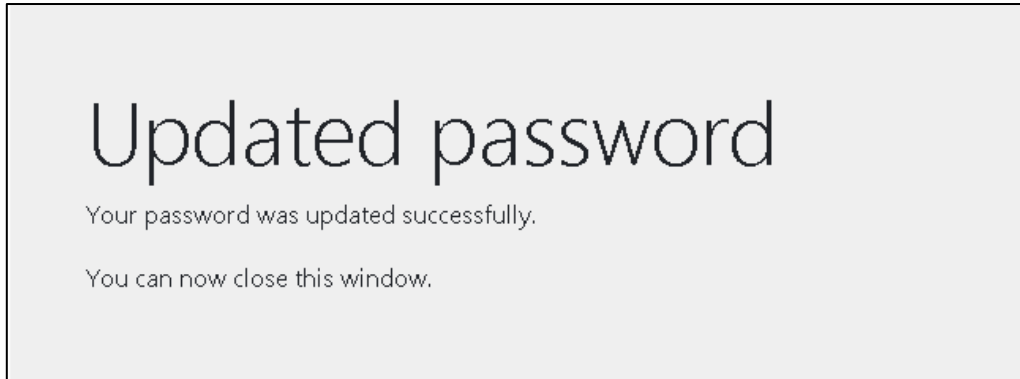 Updated password
Your password was updated successfully.
You can now close this window.